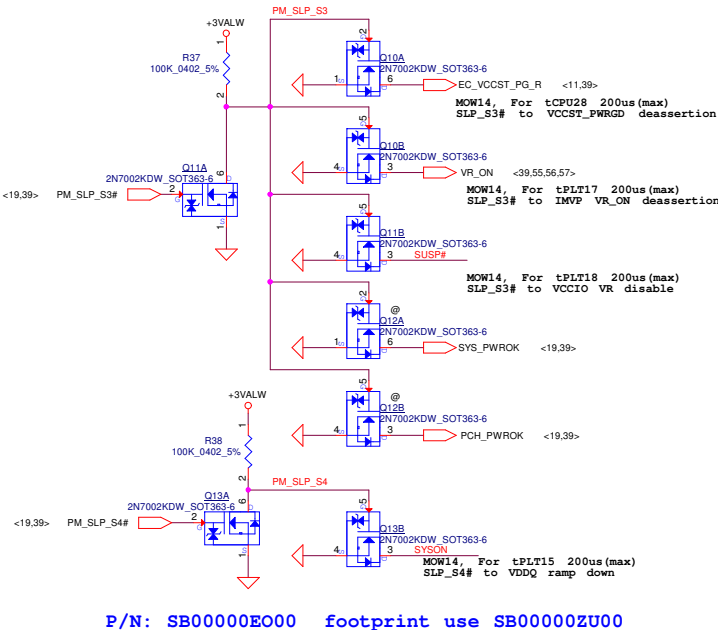 PM_SLP_S3
+3VALW
1
R37
100K_0402_5%
2
2
G
Q10A
2N7002KDW_SOT363-6
1
S
D
6
EC_VCCST_PG_R <11,39>
MOW14, For tCPU28 200us(max)
SLP_S3# to VCCST_PWRGD deassertion
5
G
Q10B
2N7002KDW_SOT363-6
4
S
D
3
VR_ON <39,55,56,57>
MOW14, For tPLT17 200us(max)
SLP_S3# to IMVP VR_ON deassertion
Q11A
2N7002KDW_SOT363-6
6
D
<19,39> PM_SLP_S3#
2
G
S
1
5
G
Q11B
2N7002KDW_SOT363-6
4
S
D
3
SUSP#
MOW14, For tPLT18 200us(max)
SLP_S3# to VCCIO VR disable
2
G
@
Q12A
2N7002KDW_SOT363-6
1
S
D
6
SYS_PWROK <19,39>
5
G
@
Q12B
2N7002KDW_SOT363-6
4
S
D
3
PCH_PWROK <19,39>
+3VALW
1
R38
100K_0402_5%
2
PM_SLP_S4
Q13A
2N7002KDW_SOT363-6
6
D
<19,39> PM_SLP_S4#
2
G
S
1
5
G
Q13B
2N7002KDW_SOT363-6
4
S
D
3
SYSON
MOW14, For tPLT15 200us(max)
SLP_S4# to VDDQ ramp down
P/N: SB00000EO00 footprint use SB00000ZU00